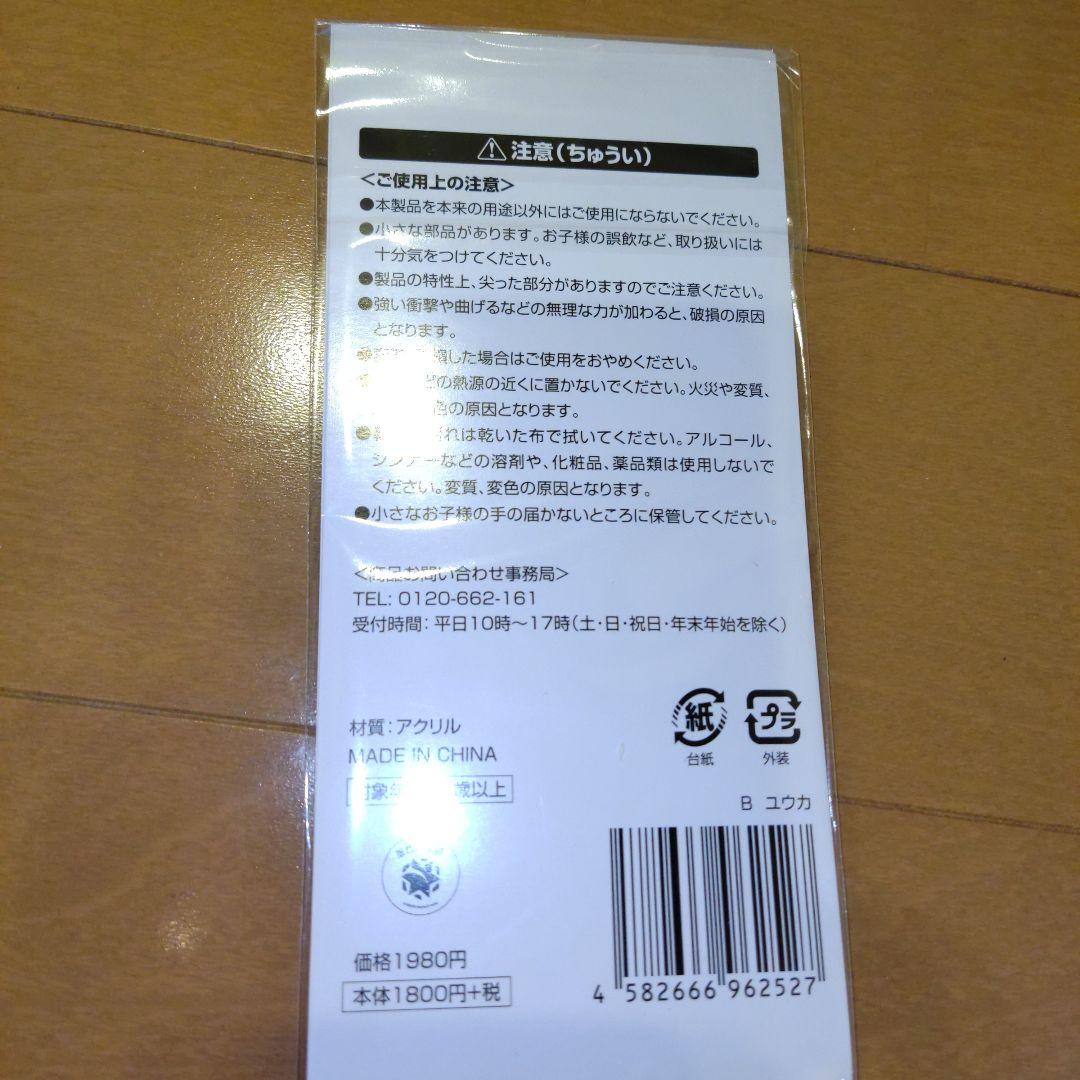 注意(ちゅうい)
<ご使用上の注意>
●本製品を本来の用途以外にはご使用にならないでください。
●小さな部品があります。お子様の誤飲など、取り扱いには
十分気をつけてください。
●製品の特性上、尖った部分がありますのでご注意ください。
●強い衝撃や曲げるなどの無理な力が加わると、破損の原因
となります。
した場合はご使用をおやめください。
の熱源の近くに置かないでください。火災や変質、
の原因となります。
れは乾いた布で拭いてください。アルコール、
シンナーなどの溶剤や、化粧品、薬品類は使用しないで
ください。変質、変色の原因となります。
●小さなお子様の手の届かないところに保管してください。
<商品お問い合わせ事務局>
TEL: 0120-662-161
受付時間: 平日10時〜17時(土・日・祝日・年末年始を除く)
紙
プラ
台紙
外装
材質:アクリル
MADE IN CHINA
対象 歳以上
B ユウカ
価格1980円
本体1800円+税
4 582666 962527